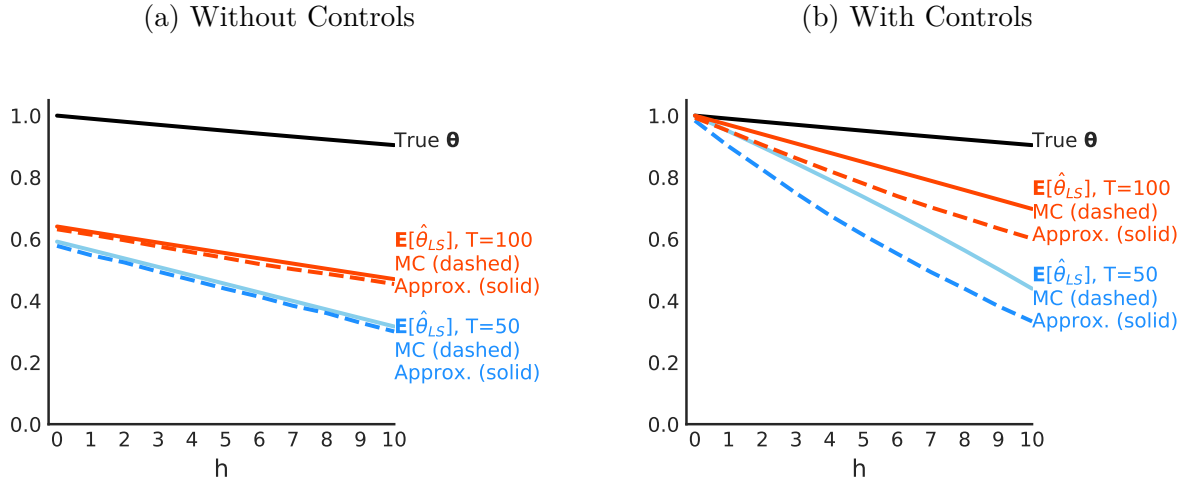 (a) Without Controls
1.0
0.8
0.6
0.4
0.2
0.0
0 1 2 3 4 5 6 7 8 9 10
h
True θ
E[θ̂_LS], T=100
MC (dashed)
Approx. (solid)
E[θ̂_LS], T=50
MC (dashed)
Approx. (solid)
(b) With Controls
1.0
0.8
0.6
0.4
0.2
0.0
0 1 2 3 4 5 6 7 8 9 10
h
True θ
E[θ̂_LS], T=100
MC (dashed)
Approx. (solid)
E[θ̂_LS], T=50
MC (dashed)
Approx. (solid)